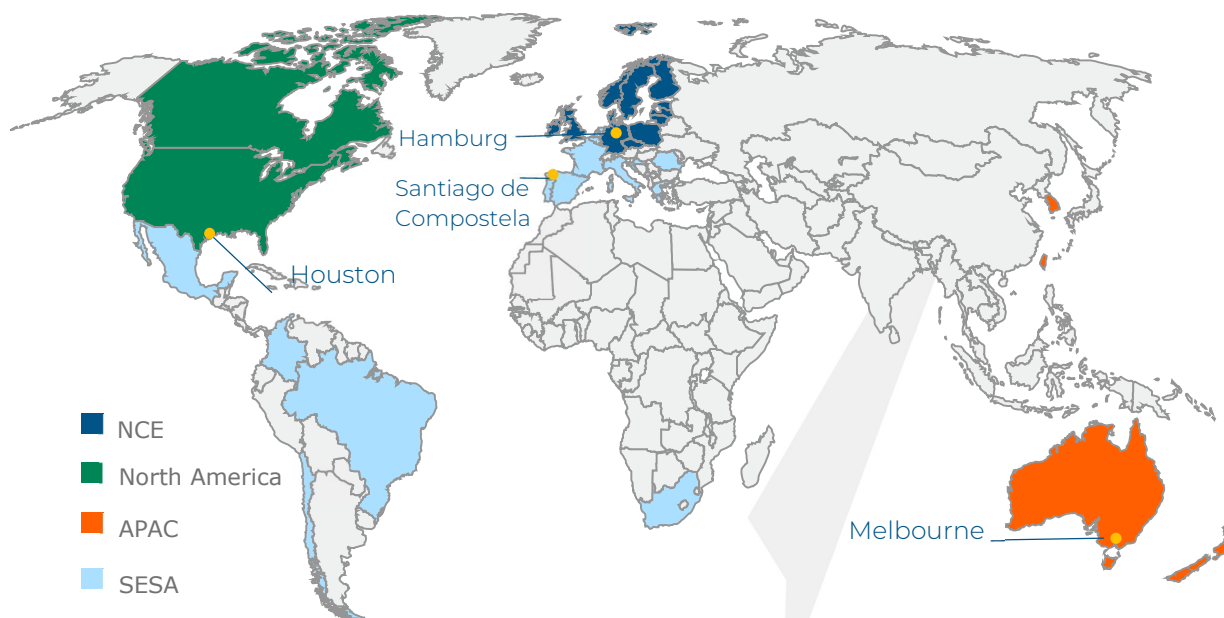 Hamburg
Santiago de
Compostela
Houston
NCE
North America
APAC
Melbourne
SESA